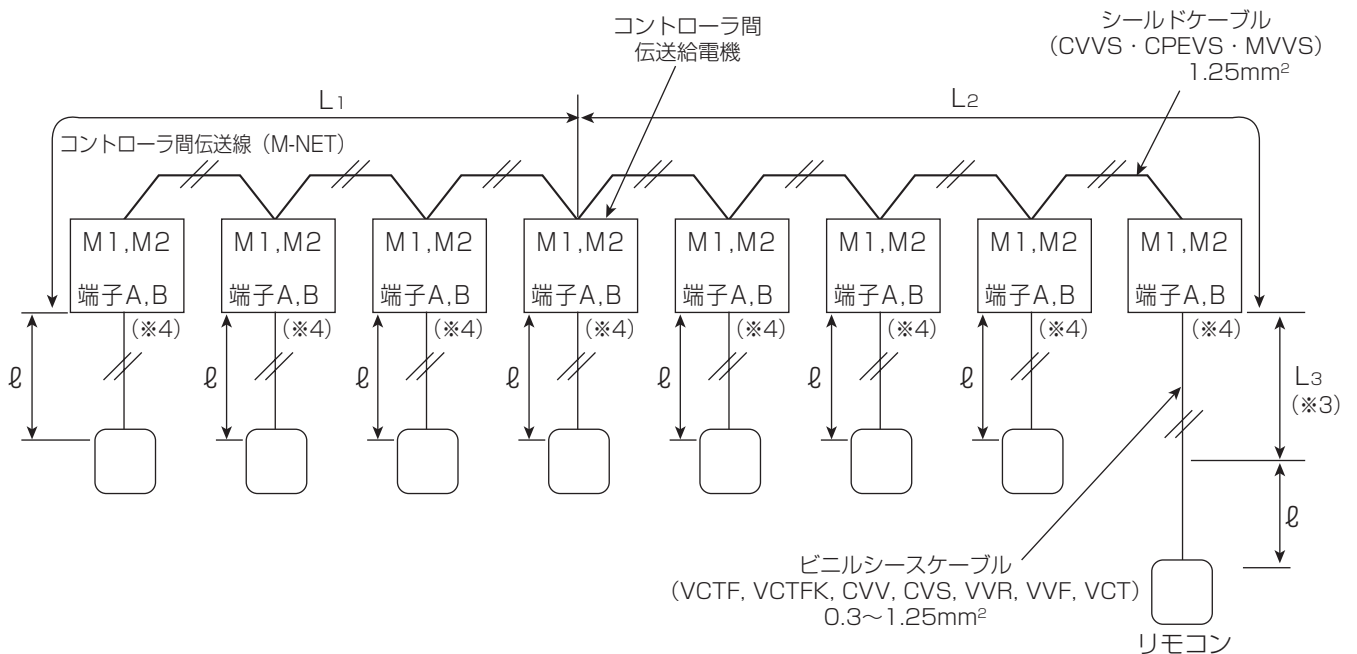 コントローラ間
伝送給電機
シールドケーブル
（CVVS・CPEVS・MVVS）
1.25mm²
L₁
L₂
コントローラ間伝送線（M-NET）
M1,M2
M1,M2
M1,M2
M1,M2
M1,M2
M1,M2
M1,M2
M1,M2
端子A,B
端子A,B
端子A,B
端子A,B
端子A,B
端子A,B
端子A,B
端子A,B
（※4）
（※4）
（※4）
（※4）
（※4）
（※4）
（※4）
（※4）
ℓ
ℓ
ℓ
ℓ
ℓ
ℓ
ℓ
L₃
（※3）
ℓ
ビニルシースケーブル
（VCTF, VCTFK, CVV, CVS, VVR, VVF, VCT）
0.3～1.25mm²
リモコン